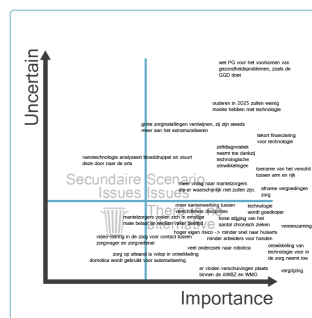 wet PG voor het voorkomen van
gezondheidsproblemen, zoals de
GGD doet
Uncertain
ouderen in 2025 zullen weinig
moeite hebben met technologie
grote zorginstellingen verdwijnen, zij zijn steeds
meer aan het extramuraliseren
tekort financiering
voor technologie
zelfdiagnostiek
neemt toe dankzij
technologische
ontwikkelingen
nanotechnologie analyseert bloeddruppel en stuurt
deze door naar de arts
toename van het verschil
tussen arm en rijk
Secundaire
Issues
Scenario
Issues
meer vraag naar mantelzorgers
die er waarschijnlijk niet zullen zijn
afname vergoedingen
zorg
meer samenwerking tussen
verschillende disciplines
technologie
wordt goedkoper
mantelzorgers voelen zich in ernstige
mate belast en vervallen vaker
toename stijging van het
aantal chronisch zieken
vereenzaming
hoger eigen risico -> minder snel naar huisarts
minder arbeiders voor handen
video-isering in de zorg voor contact tussen
zorgvrager en zorgverlener
veel onderzoek naar robotica
ontwikkeling van
technologie voor in
de zorg neemt toe
zorg op afstand is volop in ontwikkeling
domotica wordt gebruikt voor automatisering
er vinden verschuivingen plaats
binnen de AWBZ en WMO
vergrijzing
Importance